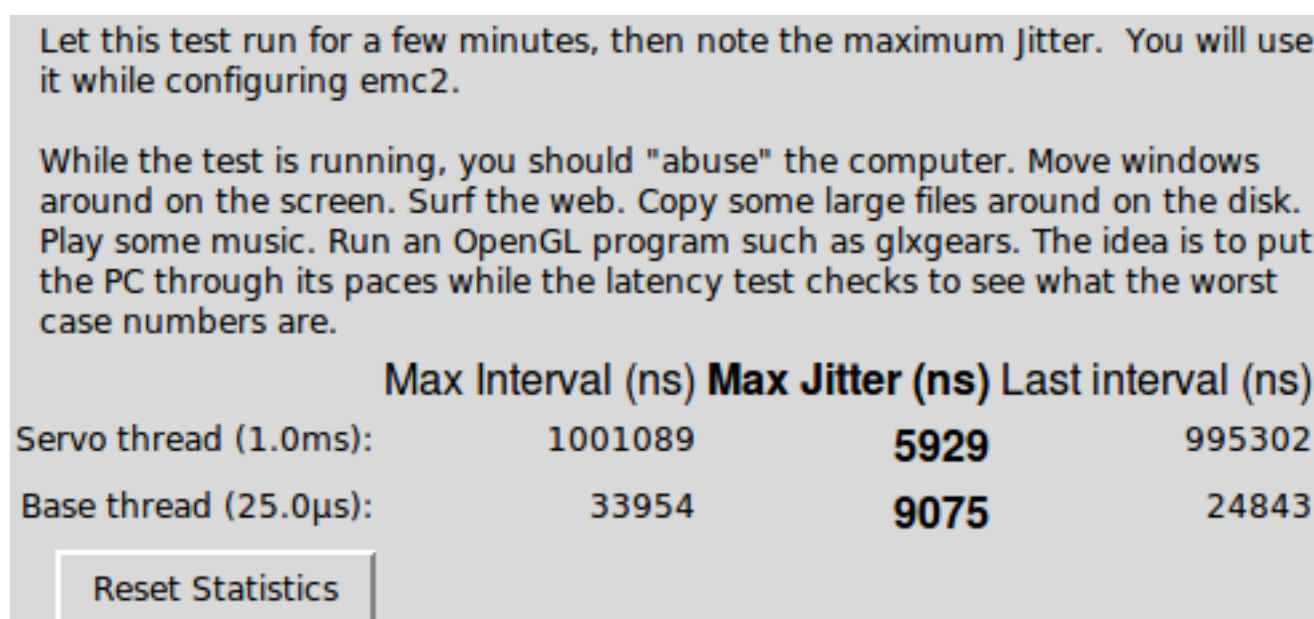 Let this test run for a few minutes, then note the maximum Jitter.  You will use
it while configuring emc2.
While the test is running, you should "abuse" the computer. Move windows
around on the screen. Surf the web. Copy some large files around on the disk.
Play some music. Run an OpenGL program such as glxgears. The idea is to put
the PC through its paces while the latency test checks to see what the worst
case numbers are.
Max Interval (ns) Max Jitter (ns) Last interval (ns)
Servo thread (1.0ms): 1001089 5929 995302
Base thread (25.0µs): 33954 9075 24843
Reset Statistics